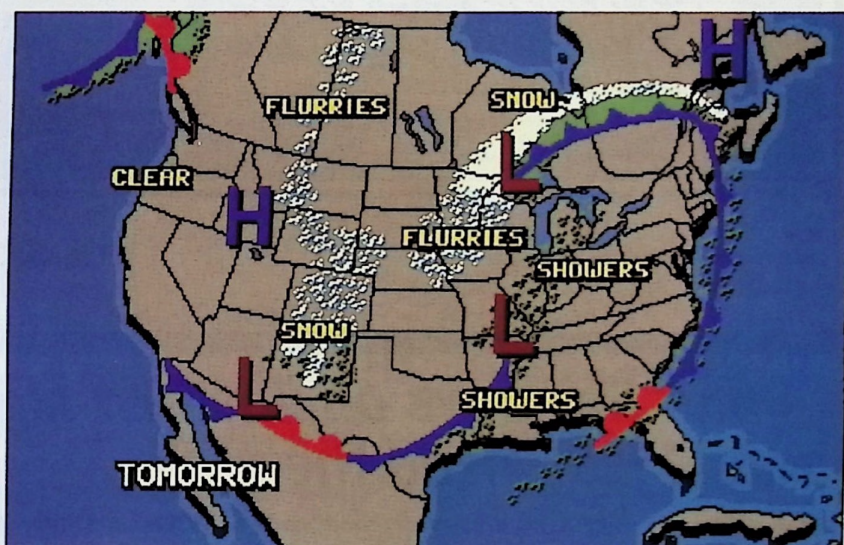 H
FLURRIES
SNOW
CLEAR
L
H
FLURRIES
SHOWERS
SNOW
L
L
SHOWERS
TOMORROW